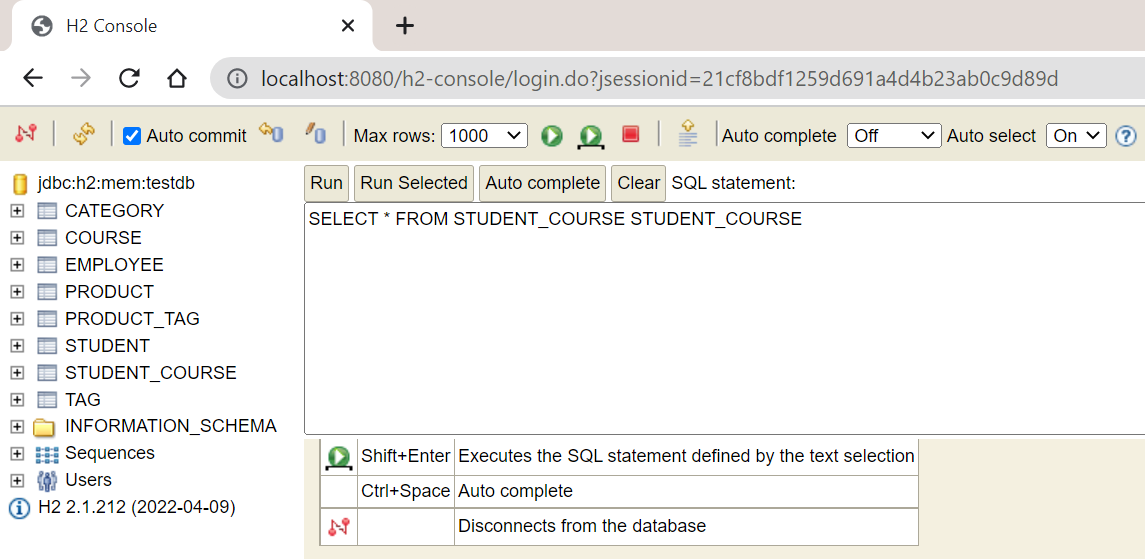 H2 Console
localhost:8080/h2-console/login.do?jsessionid=21cf8bdf1259d691a4d4b23ab0c9d89d
Auto commit Max rows: 1000 Auto complete Off Auto select On
jdbc:h2:mem:testdb
CATEGORY
COURSE
EMPLOYEE
PRODUCT
PRODUCT_TAG
STUDENT
STUDENT_COURSE
TAG
INFORMATION_SCHEMA
Sequences
Users
H2 2.1.212 (2022-04-09)
Run Run Selected Auto complete Clear SQL statement:
SELECT * FROM STUDENT_COURSE STUDENT_COURSE
Shift+Enter Executes the SQL statement defined by the text selection
Ctrl+Space Auto complete
Disconnects from the database